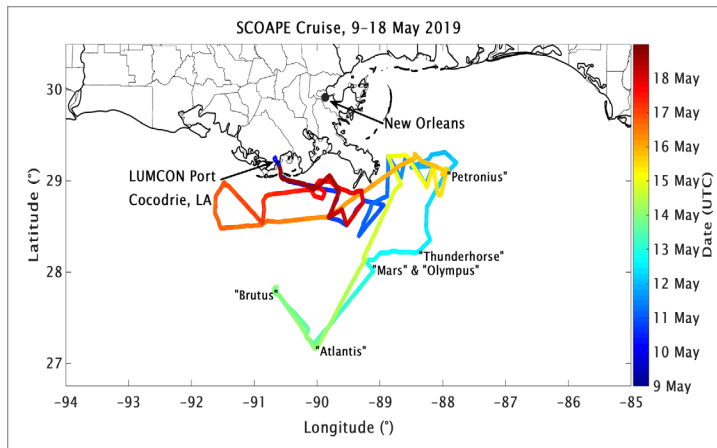 SCOAPE Cruise, 9–18 May 2019
30
29
28
27
Latitude (°)
−94
−93
−92
−91
−90
−89
−88
−87
−86
−85
Longitude (°)
New Orleans
LUMCON Port
Cocodrie, LA
"Petronius"
"Thunderhorse"
"Mars" & "Olympus"
"Brutus"
"Atlantis"
18 May
17 May
16 May
15 May
14 May
13 May
12 May
11 May
10 May
9 May
Date (UTC)